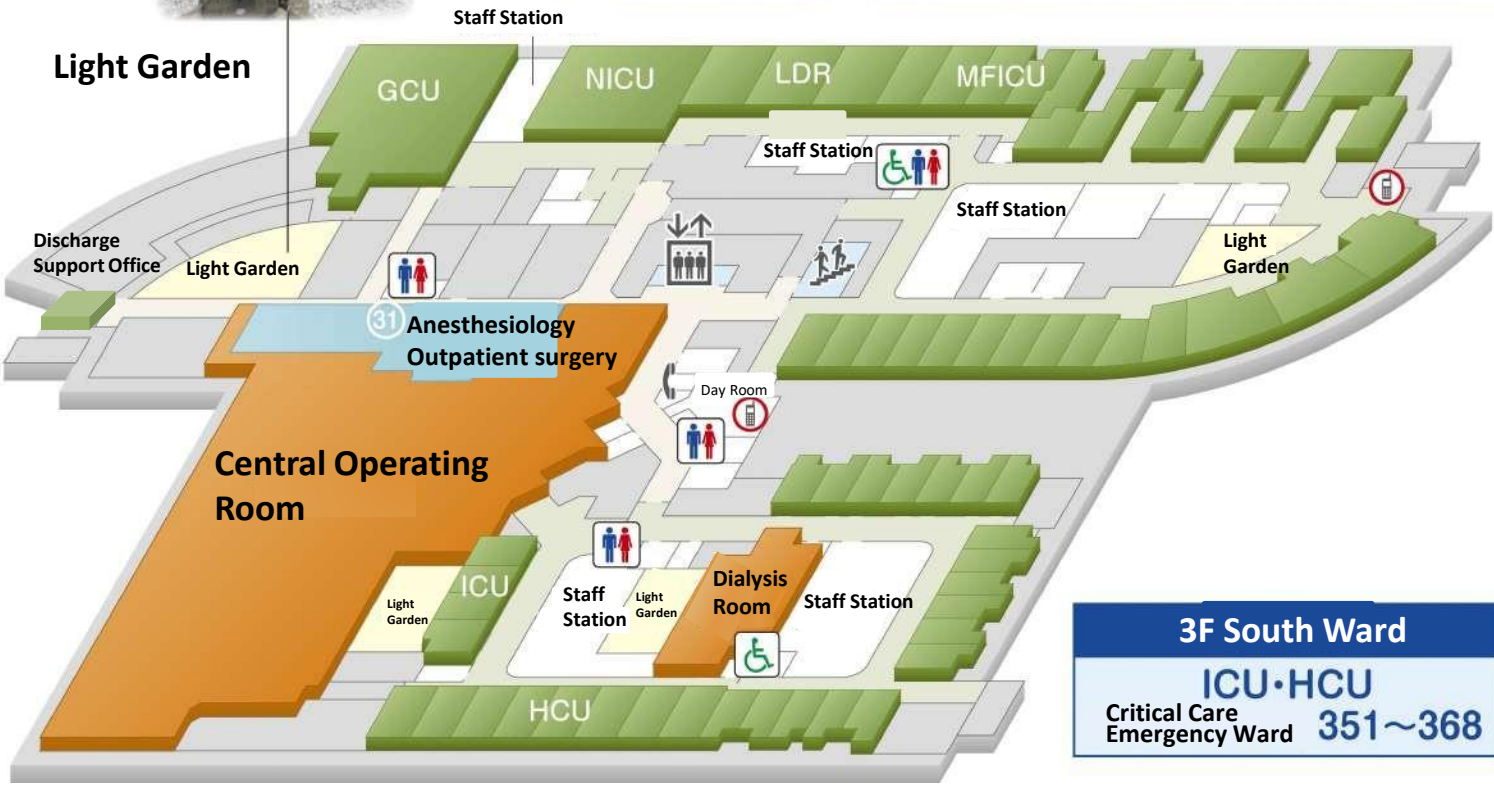 Staff Station
Light Garden
GCU
NICU
LDR
MFICU
Staff Station
Staff Station
Discharge
Support Office
Light Garden
Light
Garden
31
Anesthesiology
Outpatient surgery
Day Room
Central Operating
Room
ICU
Light
Garden
Staff
Station
Light
Garden
Dialysis
Room
Staff Station
HCU
3F South Ward
ICU・HCU
Critical Care
Emergency Ward 351～368